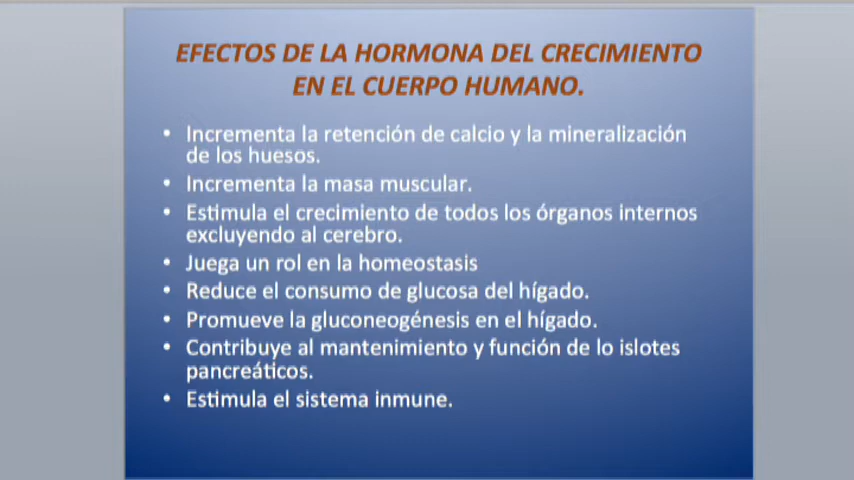 EFECTOS DE LA HORMONA DEL CRECIMIENTO
EN EL CUERPO HUMANO.
• Incrementa la retención de calcio y la mineralización
de los huesos.
• Incrementa la masa muscular.
• Estimula el crecimiento de todos los órganos internos
excluyendo al cerebro.
• Juega un rol en la homeostasis
• Reduce el consumo de glucosa del hígado.
• Promueve la gluconeogénesis en el hígado.
• Contribuye al mantenimiento y función de lo islotes
pancreáticos.
• Estimula el sistema inmune.